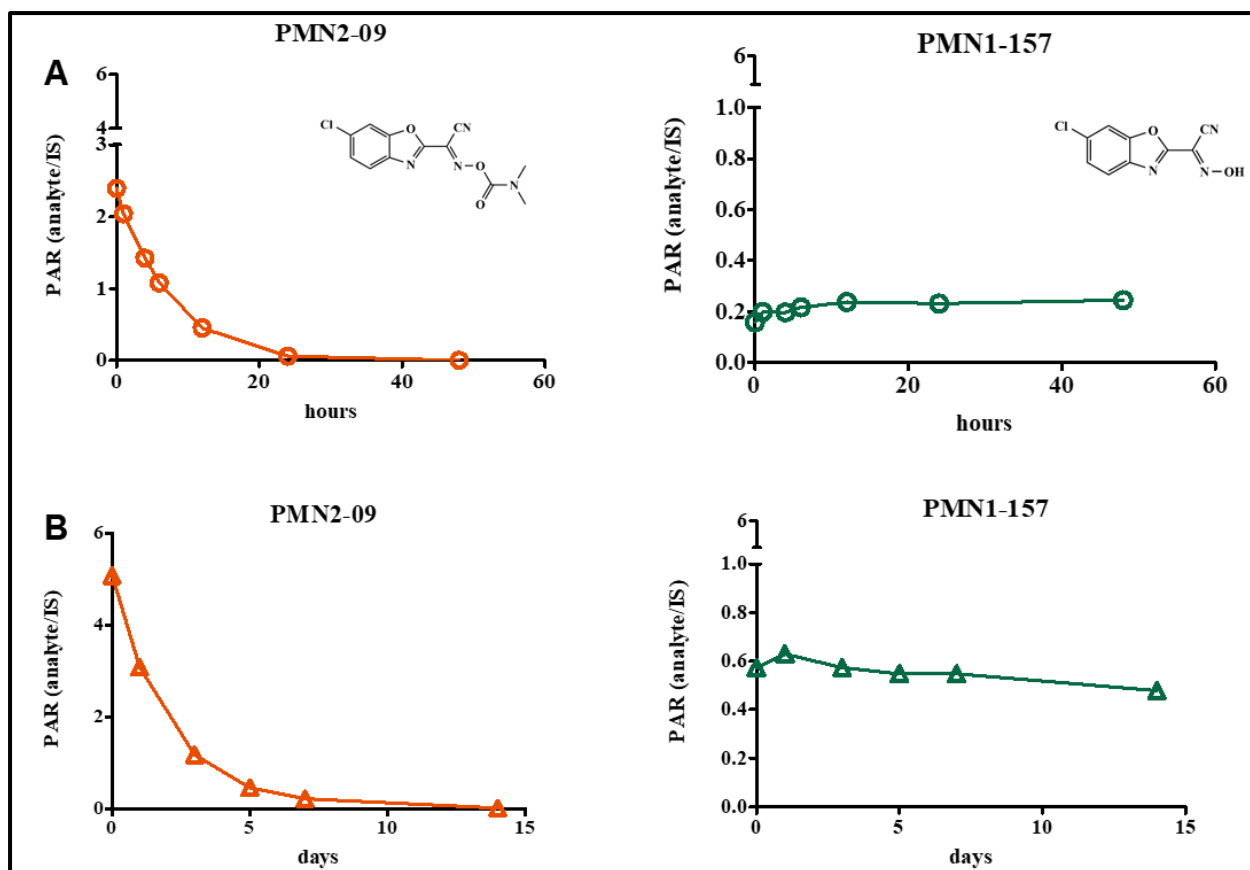 PMN2-09
A
PAR (analyte/IS)
6
4
3
2
1
0
0 20 40 60
hours
Cl
O
N
CN
N
O
O
N
PMN1-157
PAR (analyte/IS)
6
1.0
0.8
0.6
0.4
0.2
0.0
0 20 40 60
hours
Cl
O
N
CN
N
OH
B
PMN2-09
PAR (analyte/IS)
6
4
2
0
0 5 10 15
days
PMN1-157
PAR (analyte/IS)
6
1.0
0.8
0.6
0.4
0.2
0.0
0 5 10 15
days